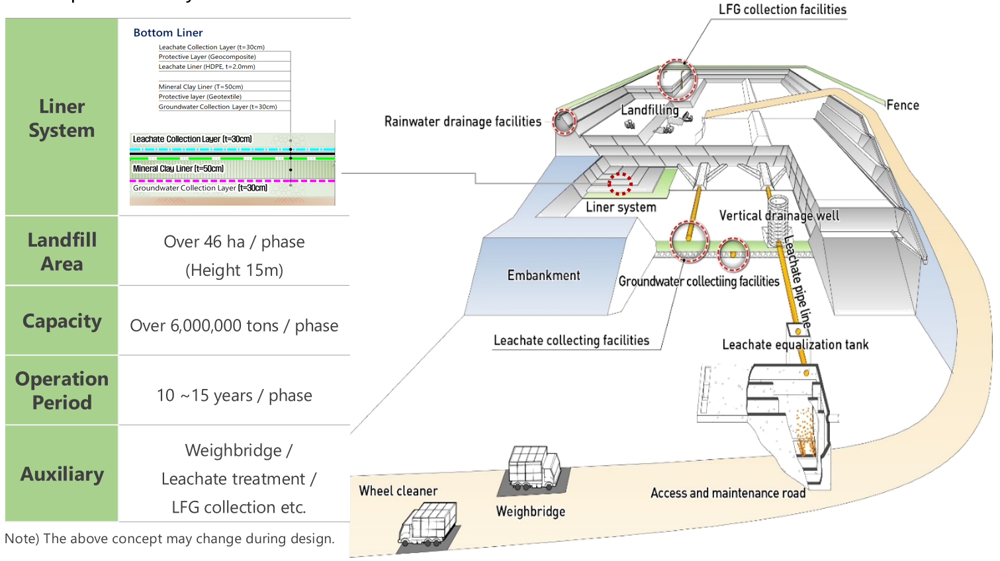 Liner
System
Bottom Liner
Leachate Collection Layer (t=30cm)
Protective Layer (Geocomposite)
Leachate Liner (HDPE, t=2.0mm)
Mineral Clay Liner (T=50cm)
Protective layer (Geotextile)
Groundwater Collection Layer (t=30cm)
Leachate Collection Layer (t=30cm)
Mineral Clay Liner (t=50cm)
Groundwater Collection Layer (t=30cm)
Landfill
Area
Over 46 ha / phase
(Height 15m)
Capacity
Over 6,000,000 tons / phase
Operation
Period
10 ~15 years / phase
Auxiliary
Weighbridge /
Leachate treatment /
LFG collection etc.
Note) The above concept may change during design.
LFG collection facilities
Fence
Landfilling
Rainwater drainage facilities
Liner system
Vertical drainage well
Embankment
Groundwater collectiing facilities
Leachate pipe line
Leachate collecting facilities
Leachate equalization tank
Wheel cleaner
Weighbridge
Access and maintenance road